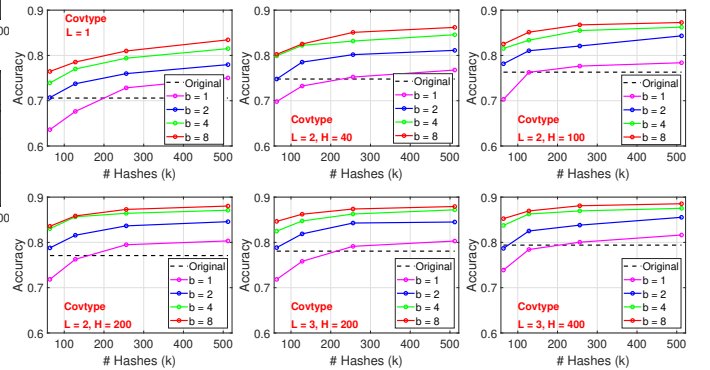 00
00
0.9
0.8
0.7
0.6
Accuracy
Covtype
L = 1
Original
b = 1
b = 2
b = 4
b = 8
100 200 300 400 500
# Hashes (k)
0.9
0.8
0.7
0.6
Accuracy
Covtype
L = 2, H = 40
Original
b = 1
b = 2
b = 4
b = 8
100 200 300 400 500
# Hashes (k)
0.9
0.8
0.7
0.6
Accuracy
Covtype
L = 2, H = 100
Original
b = 1
b = 2
b = 4
b = 8
100 200 300 400 500
# Hashes (k)
0.9
0.8
0.7
0.6
Accuracy
Covtype
L = 2, H = 200
Original
b = 1
b = 2
b = 4
b = 8
100 200 300 400 500
# Hashes (k)
0.9
0.8
0.7
0.6
Accuracy
Covtype
L = 3, H = 200
Original
b = 1
b = 2
b = 4
b = 8
100 200 300 400 500
# Hashes (k)
0.9
0.8
0.7
0.6
Accuracy
Covtype
L = 3, H = 400
Original
b = 1
b = 2
b = 4
b = 8
100 200 300 400 500
# Hashes (k)